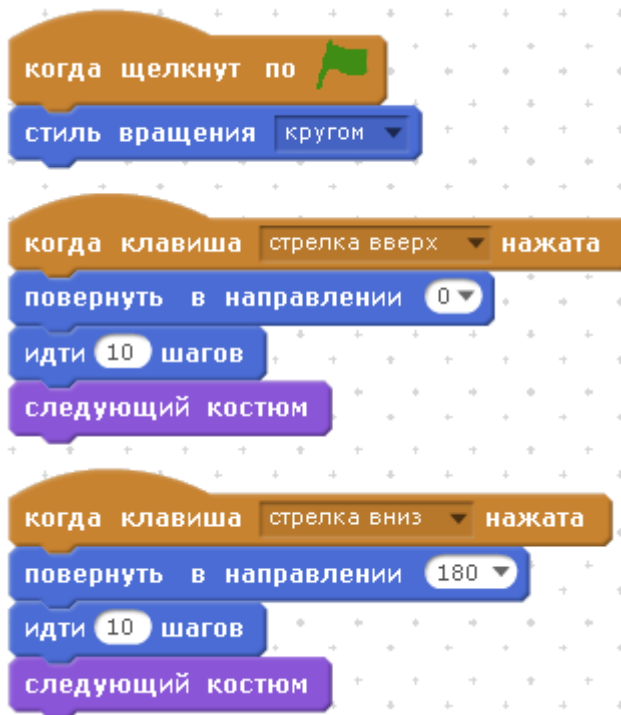 когда щелкнут по
стиль вращения кругом
когда клавиша стрелка вверх нажата
повернуть в направлении 0
идти 10 шагов
следующий костюм
когда клавиша стрелка вниз нажата
повернуть в направлении 180
идти 10 шагов
следующий костюм